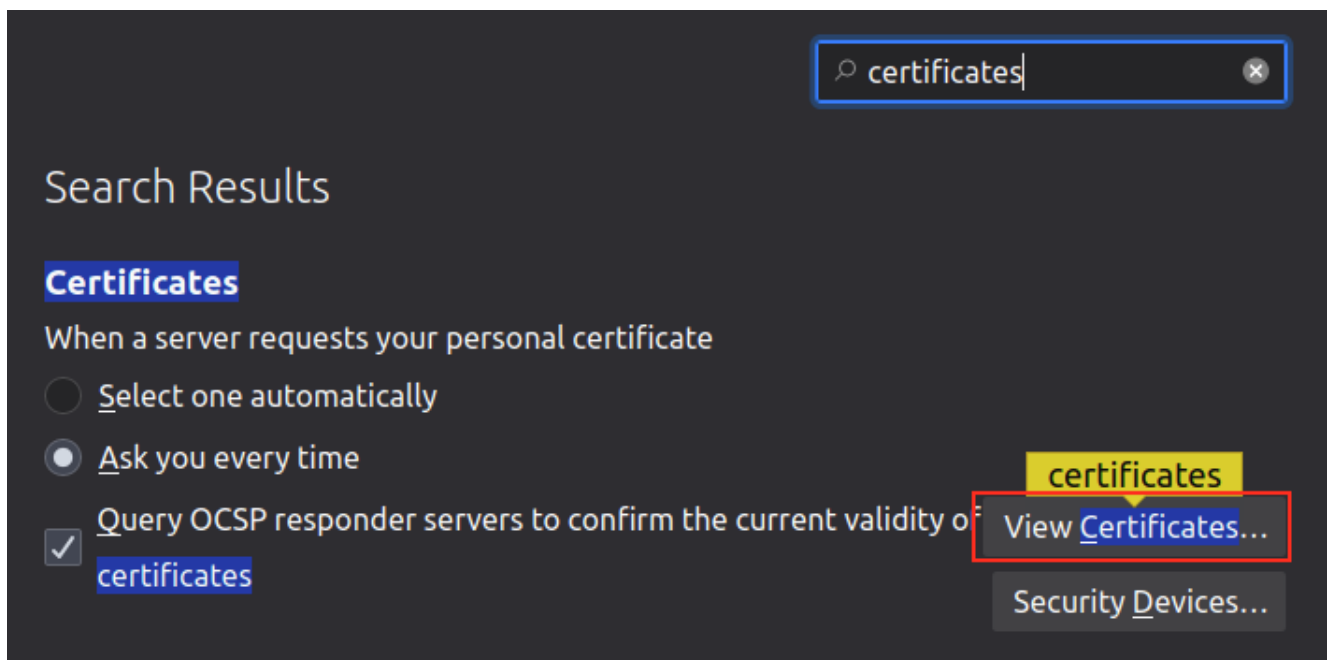 certificates
Search Results
Certificates
When a server requests your personal certificate
Select one automatically
Ask you every time
certificates
Query OCSP responder servers to confirm the current validity of
certificates
View Certificates...
Security Devices...